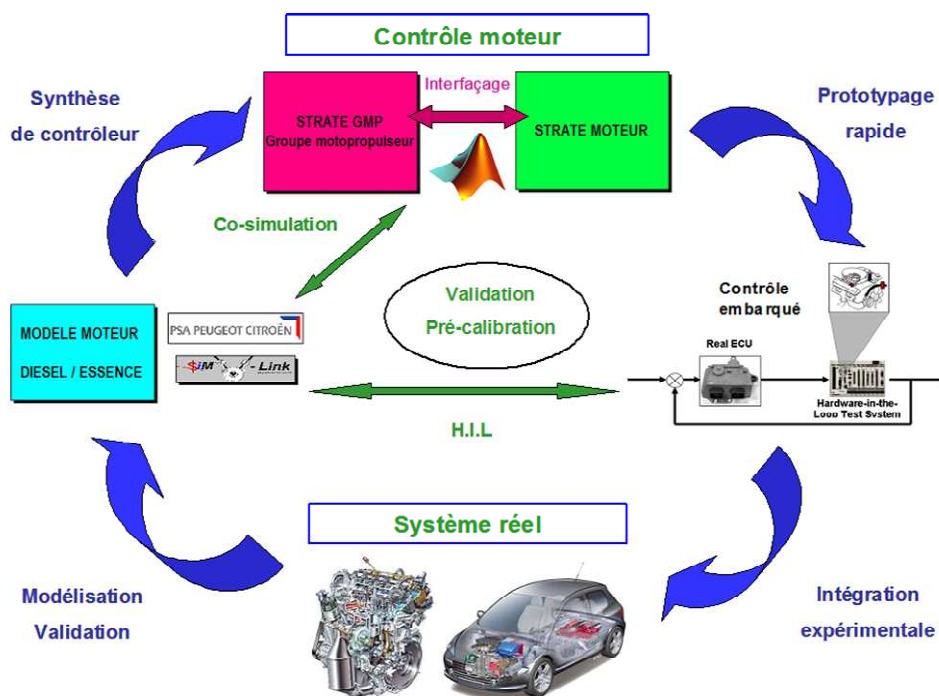 Contrôle moteur
Synthèse
de contrôleur
Interfaçage
STRATE GMP
Groupe motopropulseur
STRATE MOTEUR
Prototypage
rapide
Co-simulation
Validation
Pré-calibration
Contrôle
embarqué
MODELE MOTEUR
DIESEL / ESSENCE
PSA PEUGEOT CITROËN
SiM -Link
Real ECU
Hardware-in-the-
Loop Test System
H.I.L
Système réel
Modélisation
Validation
Intégration
expérimentale